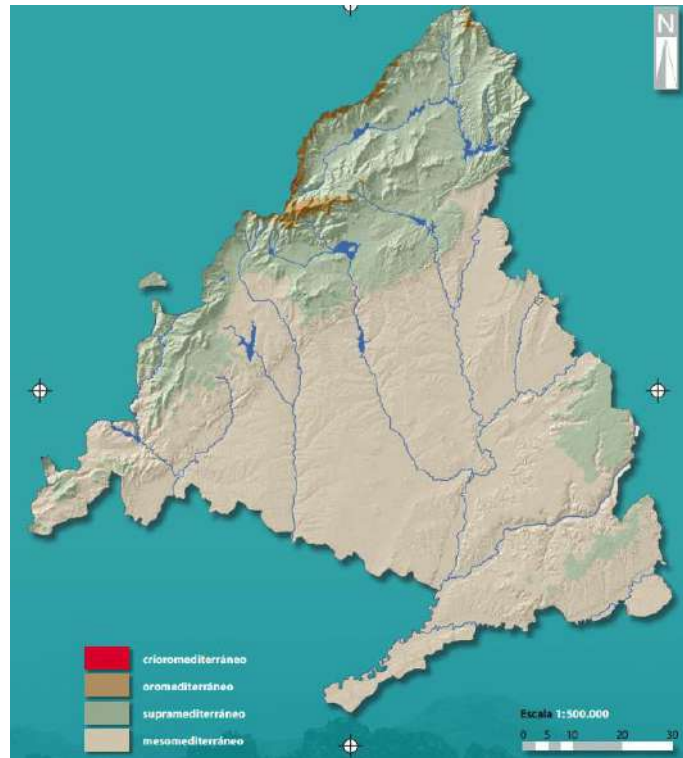 N
crioromediterráneo
oromediterráneo
supramediterráneo
mesomediterráneo
Escala 1:500.000
0 5 10 20 30